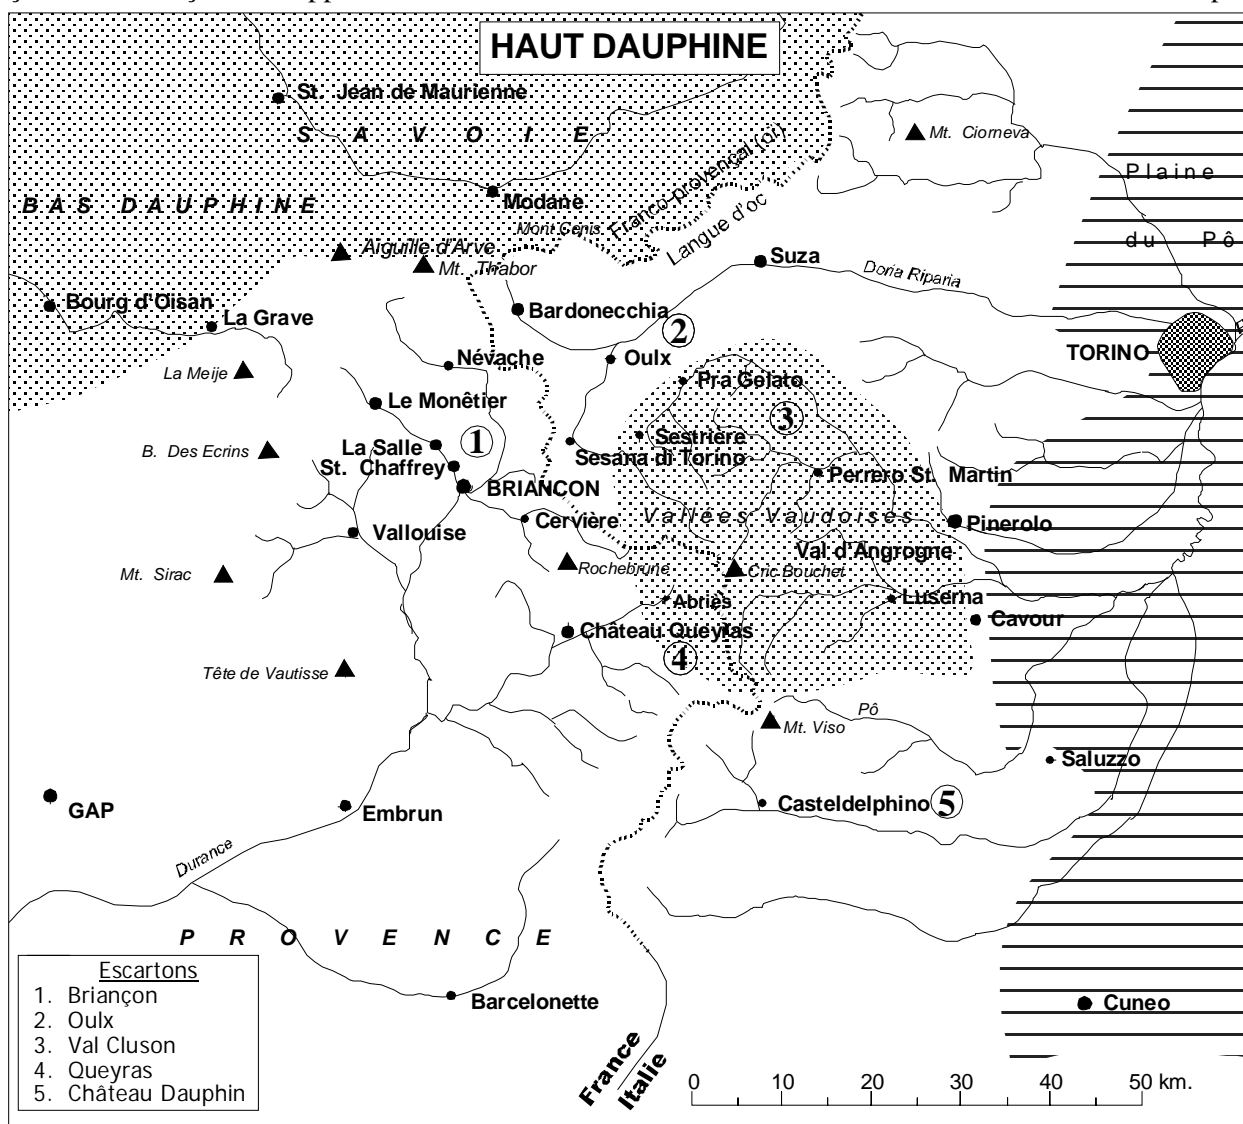 HAUT DAUPHINE
St. Jean de Maurienne
S A V O I E
Mt. Ciorneva
Plaine
du Pô
BAS DAUPHINE
Modane
Mont Cenis
Franco-provençal (oï)
Langue d'oc
Aiguille d'Arve
Mt. Thabor
Suza
Doria Riparia
Bourg d'Oisan
La Grave
Bardonecchia
2
TORINO
Névache
Oulx
La Meije
Pra Gelato
Le Monêtier
3
1
La Salle
Sestrière
B. Des Ecrins
St. Chaffrey
Sesana di Torino
Perrero St. Martin
BRIANCON
Cervière
Vallées Vaudoises
Pinerolo
Vallouise
Val d'Angrogne
Mt. Sirac
Rochebrune
Cric Bouchet
Abriès
Luserna
Cavour
Château Queyras
4
Tête de Vautisse
Pô
Mt. Viso
Saluzzo
GAP
Embrun
Casteldelphino
5
Durance
P R O V E N C E
Escartons
1. Briançon
2. Oulx
3. Val Cluson
4. Queyras
5. Château Dauphin
Barcelonette
Cuneo
France
Italie
0 10 20 30 40 50 km.